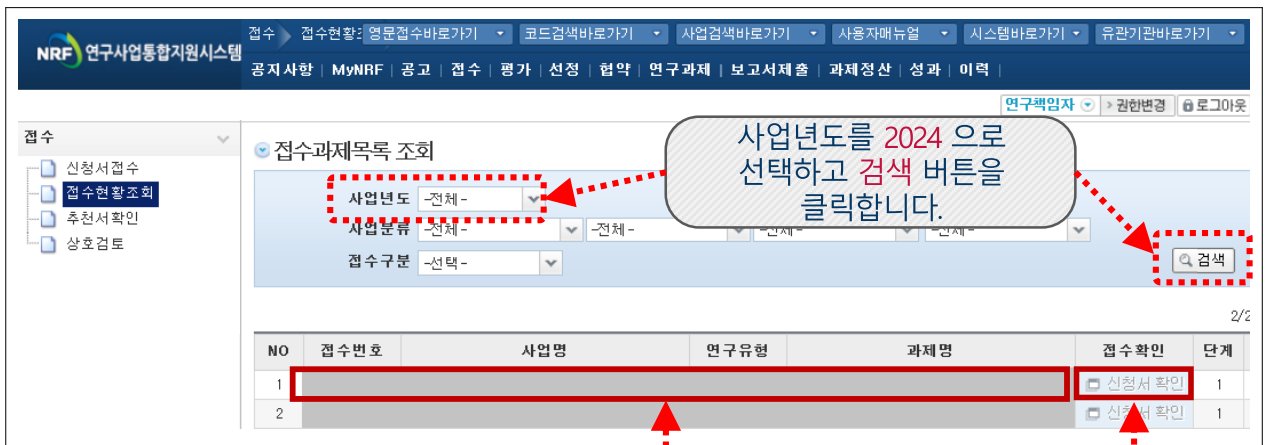 접수 접수현황조 영문접수바로가기 코드검색바로가기 사업검색바로가기 사용자매뉴얼 시스템바로가기 유관기관바로가기
NRF 연구사업통합지원시스템
공지사항 | MyNRF | 공고 | 접수 | 평가 | 선정 | 협약 | 연구과제 | 보고서제출 | 과제정산 | 성과 | 이력 |
연구책임자 > 권한변경 로그아웃
접수
신청서접수
접수현황조회
추천서확인
상호검토
접수과제목록 조회
사업년도를 2024 으로
선택하고 검색 버튼을
클릭합니다.
사업년도 -전체-
사업분류 -전체- -전체- -전체- -전체-
접수구분 -선택-
검색
2/2
NO 접수번호 사업명 연구유형 과제명 접수확인 단계
1 신청서 확인 1
2 신청서 확인 1